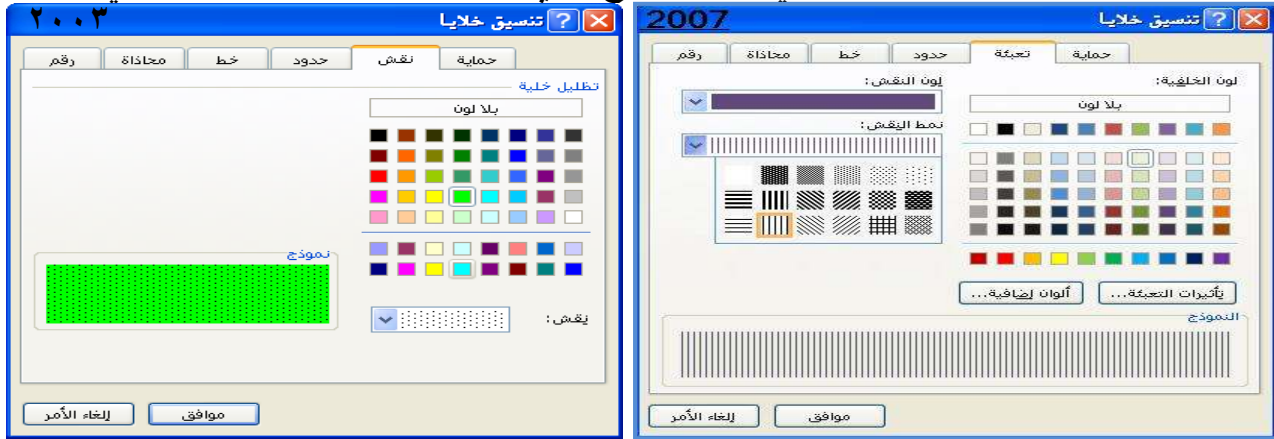 2007
تنسيق خلايا
رقم
محاذاة
خط
حدود
تعبئة
حماية
لون الخلفية:
بلا لون
لون النقش:
نمط النقش:
تأثيرات التعبئة...
ألوان إضافية...
النموذج
موافق
إلغاء الأمر
٢٠٠٣
تنسيق خلايا
رقم
محاذاة
خط
حدود
نقش
حماية
تظليل خلية
بلا لون
نموذج
نقش:
موافق
إلغاء الأمر